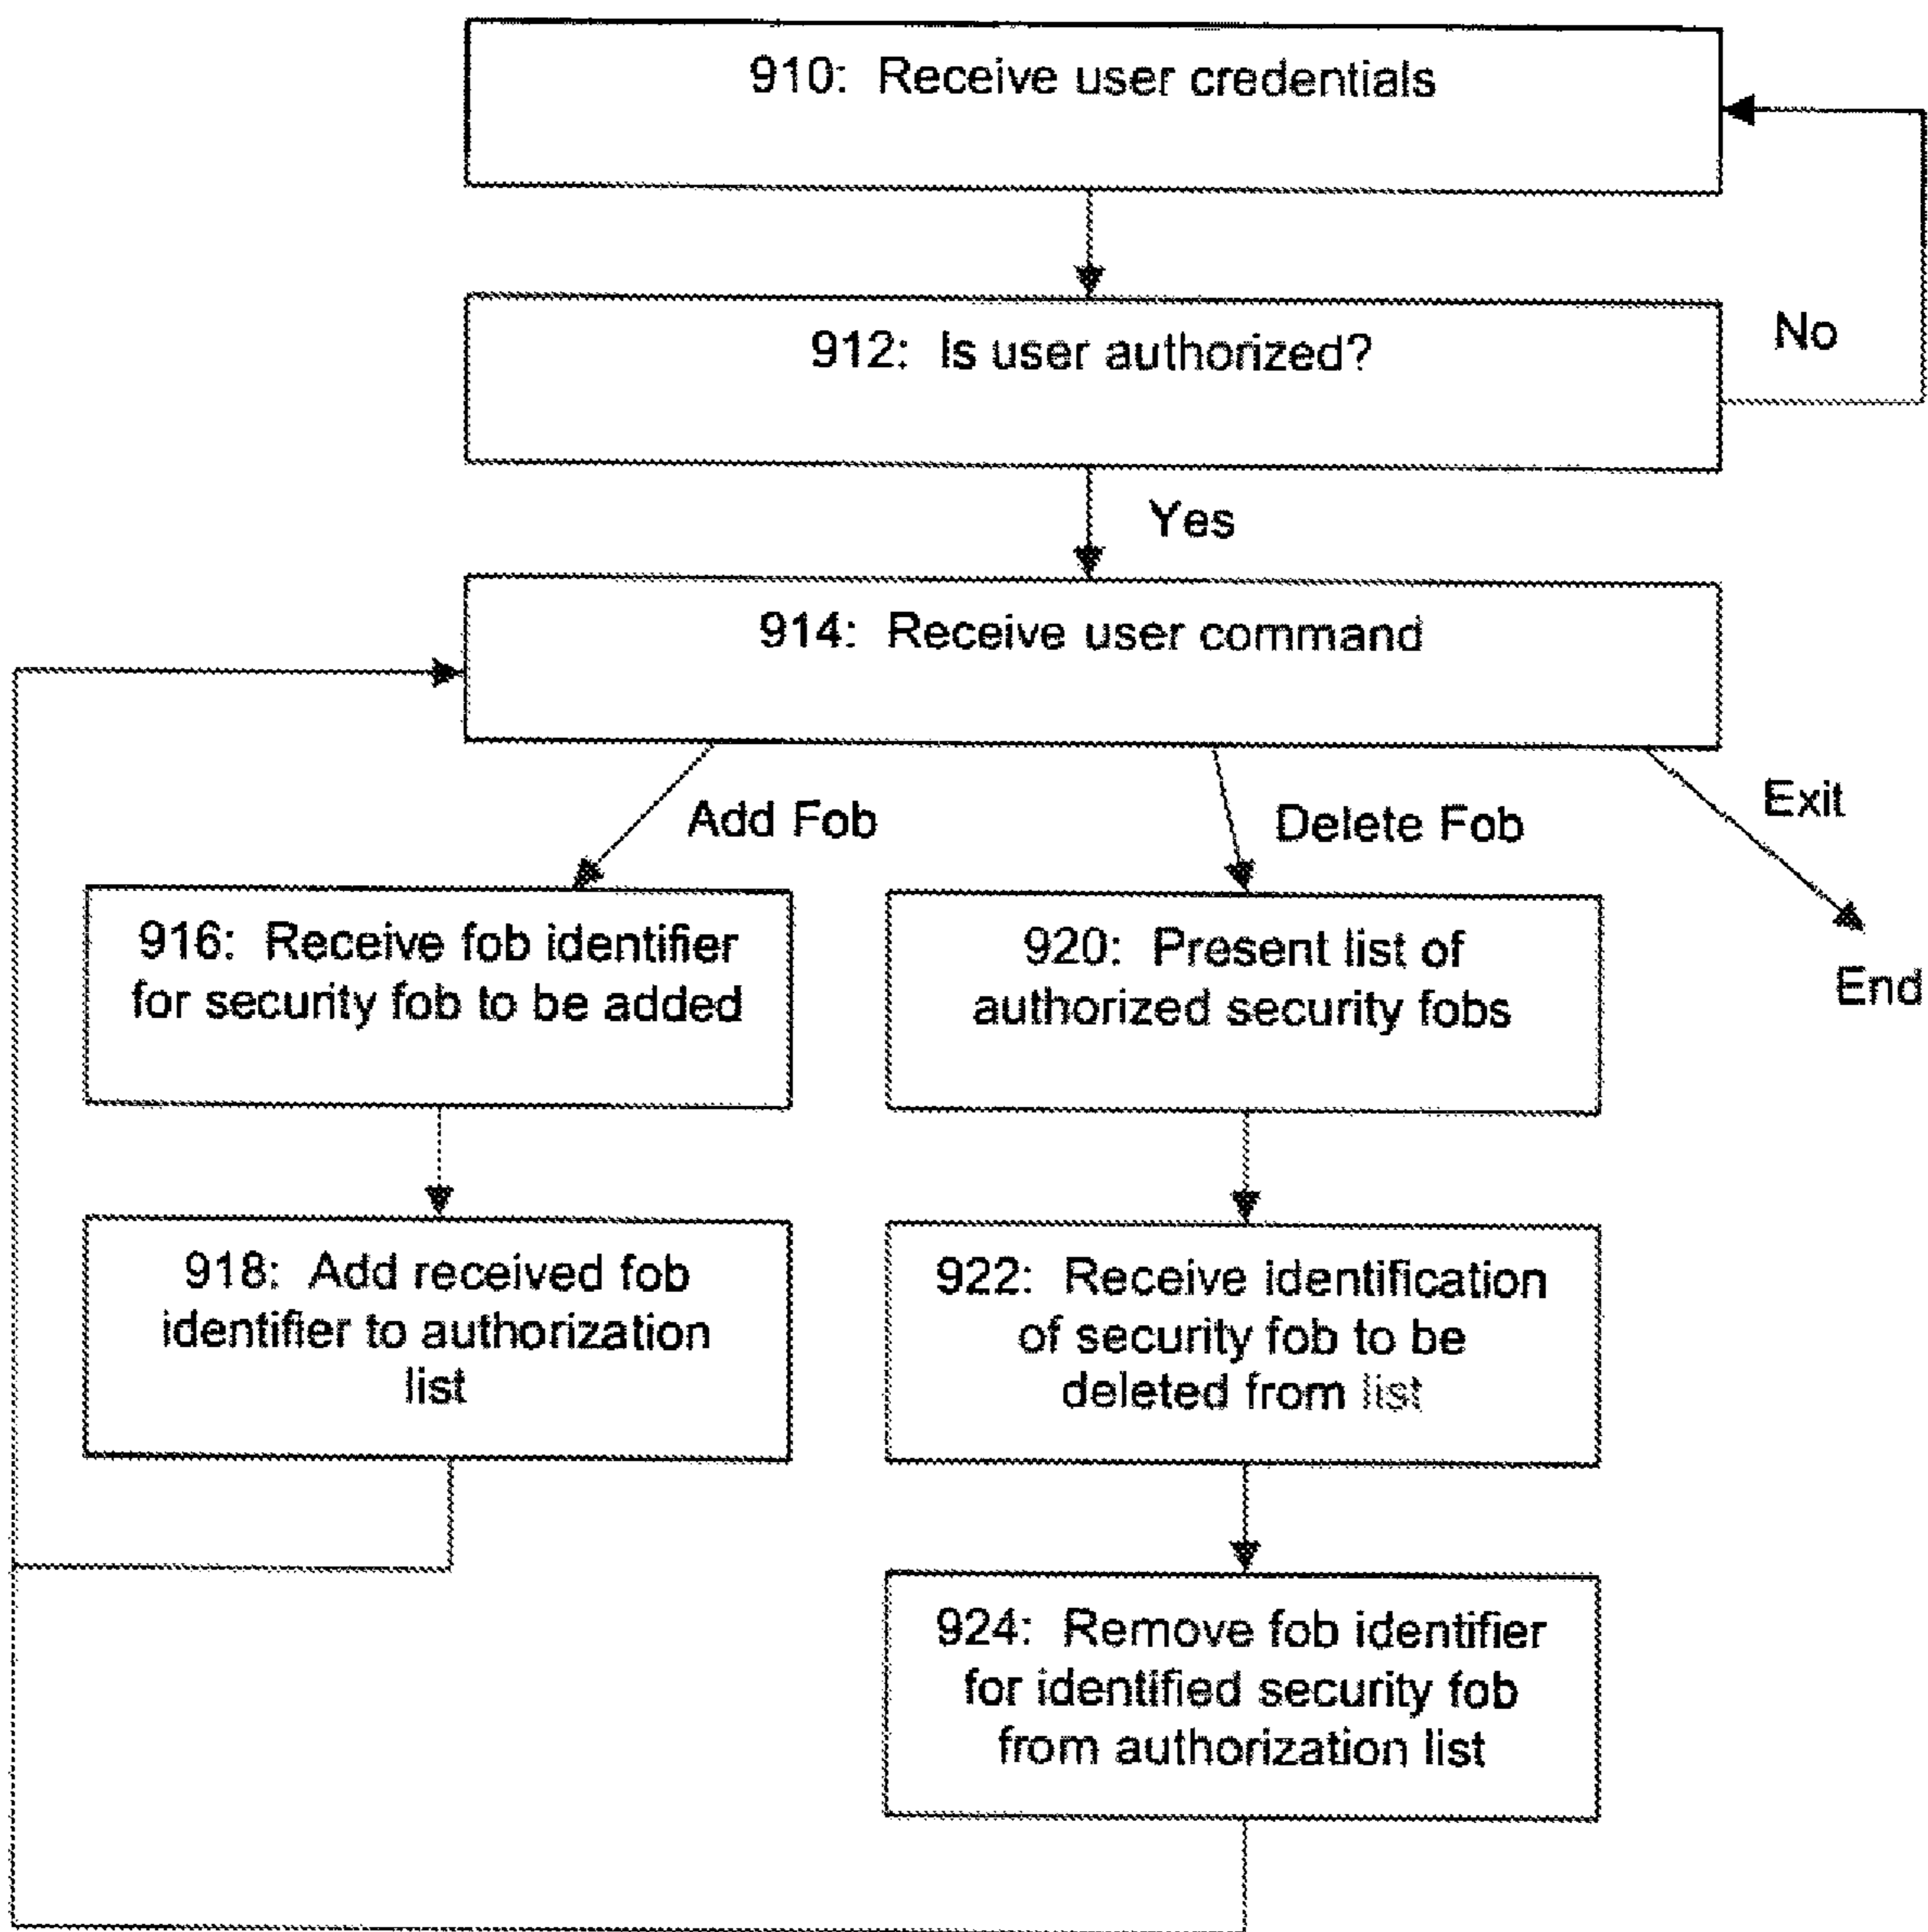 910: Receive user credentials
912: Is user authorized?
No
Yes
914: Receive user command
Add Fob
Delete Fob
Exit
End
916: Receive fob identifier
for security fob to be added
918: Add received fob
identifier to authorization
list
920: Present list of
authorized security fobs
922: Receive identification
of security fob to be
deleted from list
924: Remove fob identifier
for identified security fob
from authorization list